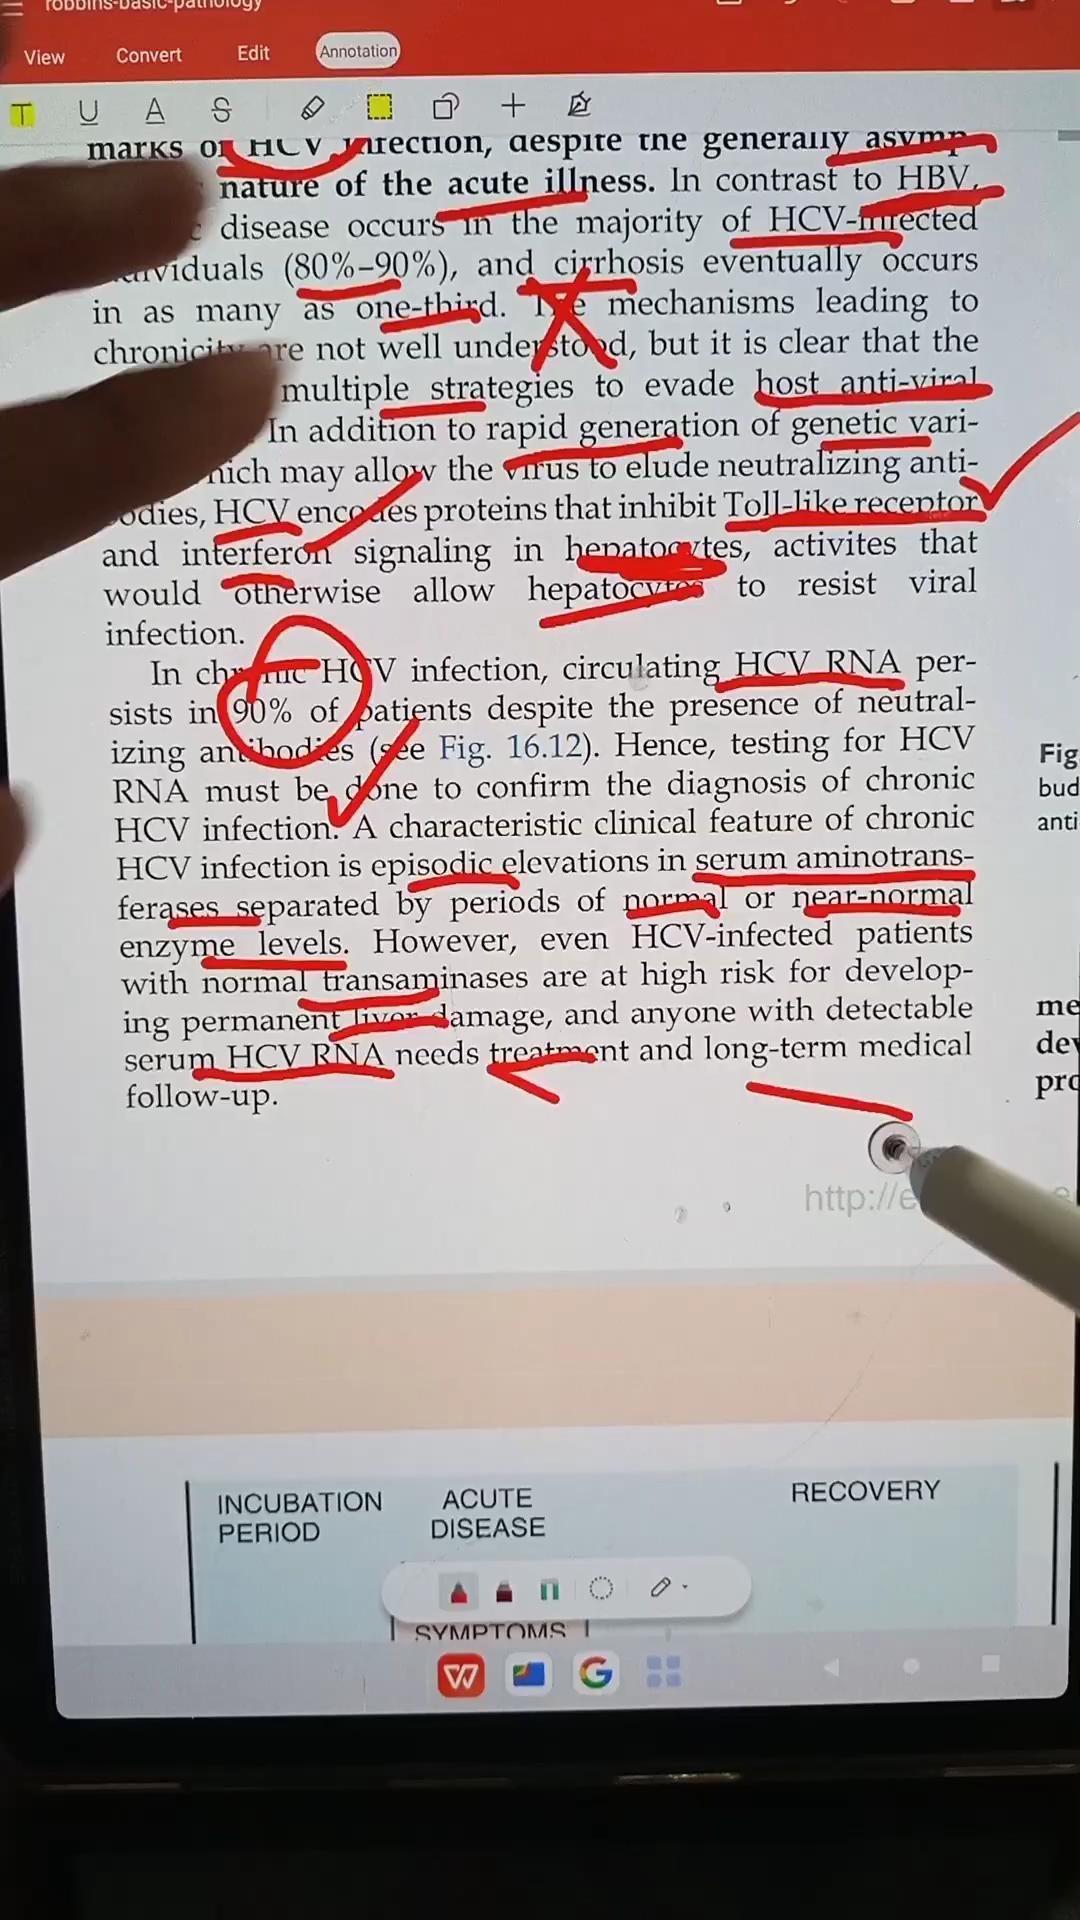 robbins-basic-pathology
View Convert Edit Annotation
marks of HCV infection, despite the generally asymp-
nature of the acute illness. In contrast to HBV,
disease occurs in the majority of HCV-infected
individuals (80%–90%), and cirrhosis eventually occurs
in as many as one-third. The mechanisms leading to
chronicity are not well understood, but it is clear that the
multiple strategies to evade host anti-viral
In addition to rapid generation of genetic vari-
which may allow the virus to elude neutralizing anti-
bodies, HCV encodes proteins that inhibit Toll-like receptor
and interferon signaling in hepatocytes, activites that
would otherwise allow hepatocytes to resist viral
infection.
In chronic HCV infection, circulating HCV RNA per-
sists in 90% of patients despite the presence of neutral-
izing antibodies (see Fig. 16.12). Hence, testing for HCV
RNA must be done to confirm the diagnosis of chronic
HCV infection. A characteristic clinical feature of chronic
HCV infection is episodic elevations in serum aminotrans-
ferases separated by periods of normal or near-normal
enzyme levels. However, even HCV-infected patients
with normal transaminases are at high risk for develop-
ing permanent liver damage, and anyone with detectable
serum HCV RNA needs treatment and long-term medical
follow-up.
Fig
bud
anti
me
dev
pro
http://e
INCUBATION PERIOD
ACUTE DISEASE
RECOVERY
SYMPTOMS